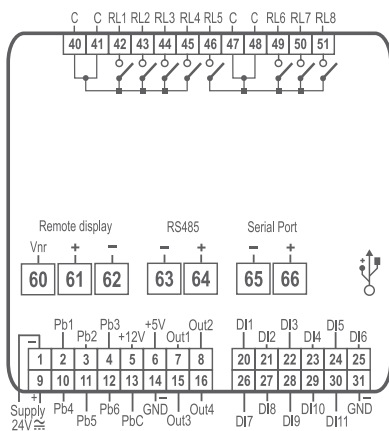 C C RL1 RL2 RL3 RL4 RL5 C C RL6 RL7 RL8
40 41 42 43 44 45 46 47 48 49 50 51
Remote display RS485 Serial Port
Vnr + − − + − +
60 61 62 63 64 65 66
Pb1 Pb3 +5V Out2 DI1 DI3 DI5
Pb2 +12V Out1 DI2 DI4 DI6
− 1 2 3 4 5 6 7 8 20 21 22 23 24 25
+ 9 10 11 12 13 14 15 16 26 27 28 29 30 31
Supply Pb4 Pb6 GND − Out4 DI8 DI10 GND −
24V Pb5 PbC Out3 DI7 DI9 DI11